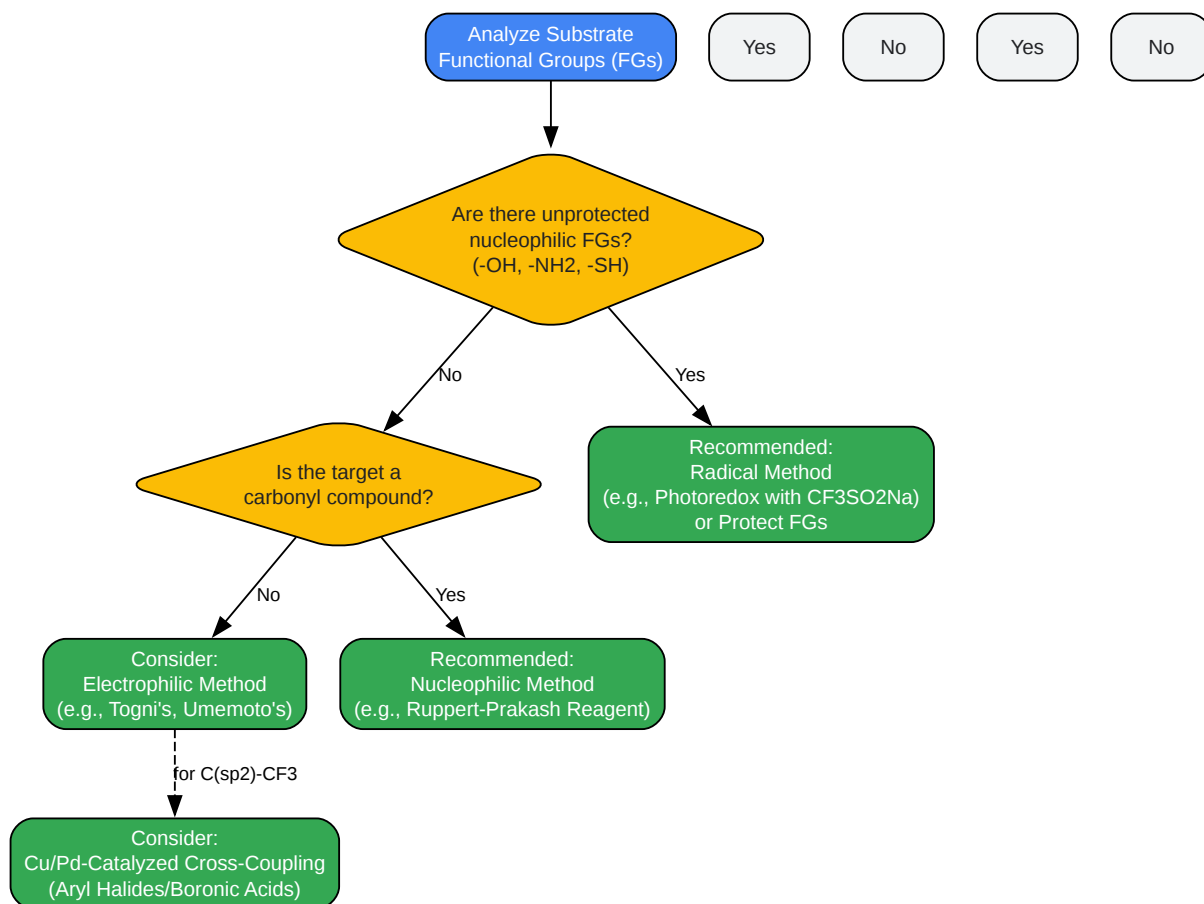 Analyze Substrate
Functional Groups (FGs)
Yes
No
Yes
No
Are there unprotected
nucleophilic FGs?
(-OH, -NH2, -SH)
No
Yes
Is the target a
carbonyl compound?
Recommended:
Radical Method
(e.g., Photoredox with CF3SO2Na)
or Protect FGs
No
Yes
Consider:
Electrophilic Method
(e.g., Togni's, Umemoto's)
Recommended:
Nucleophilic Method
(e.g., Ruppert-Prakash Reagent)
for C(sp2)-CF3
Consider:
Cu/Pd-Catalyzed Cross-Coupling
(Aryl Halides/Boronic Acids)